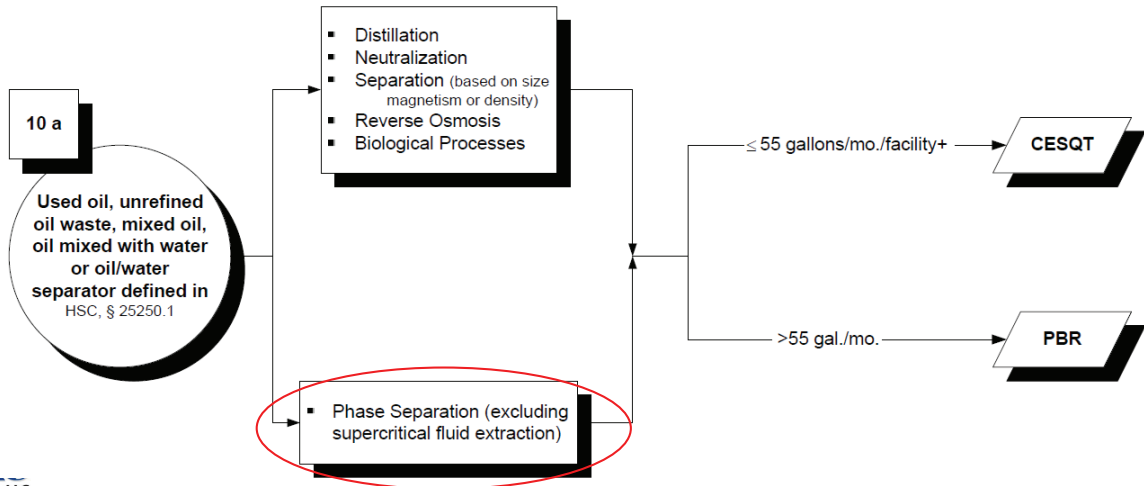 10 a
Used oil, unrefined
oil waste, mixed oil,
oil mixed with water
or oil/water
separator defined in
HSC, § 25250.1
▪ Distillation
▪ Neutralization
▪ Separation (based on size
magnetism or density)
▪ Reverse Osmosis
▪ Biological Processes
▪ Phase Separation (excluding
supercritical fluid extraction)
≤ 55 gallons/mo./facility+
CESQT
>55 gal./mo.
PBR